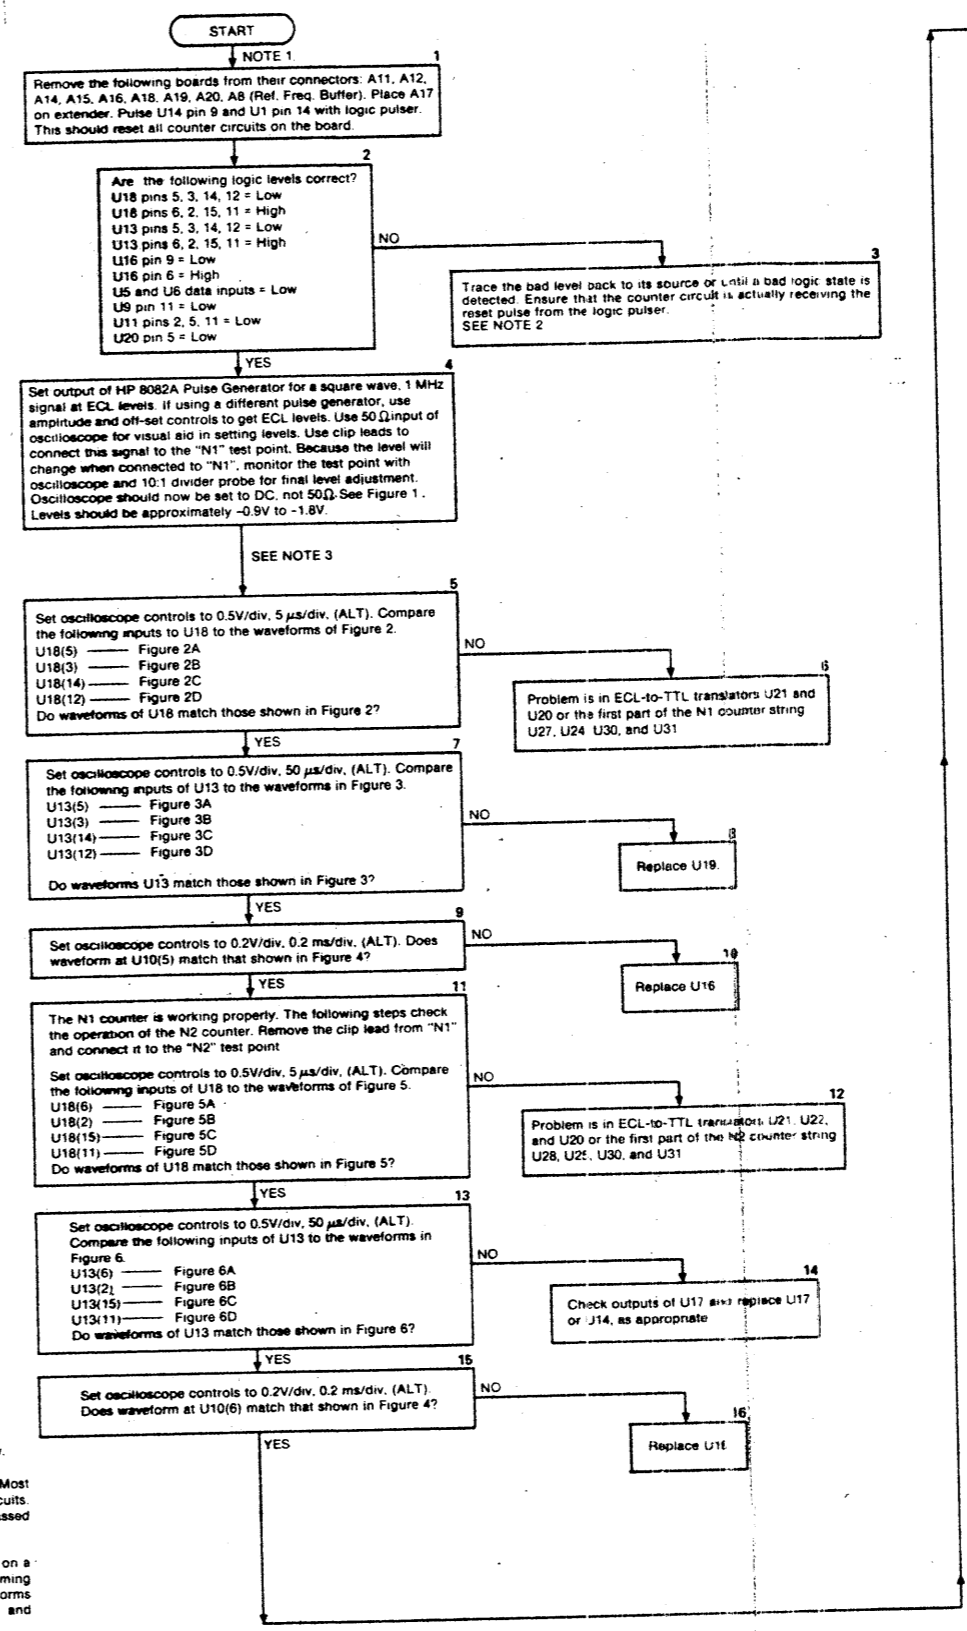 START
NOTE 1.
1
Remove the following boards from their connectors: A11, A12,
A14, A15, A16, A18, A19, A20, A8 (Ref. Freq. Buffer). Place A17
on extender. Pulse U14 pin 9 and U1 pin 14 with logic pulser.
This should reset all counter circuits on the board.
2
Are the following logic levels correct?
U18 pins 5, 3, 14, 12 = Low
U18 pins 6, 2, 15, 11 = High
U13 pins 5, 3, 14, 12 = Low
U13 pins 6, 2, 15, 11 = High
U16 pin 9 = Low
U16 pin 6 = High
U5 and U6 data inputs = Low
U9 pin 11 = Low
U11 pins 2, 5, 11 = Low
U20 pin 5 = Low
NO
3
Trace the bad level back to its source or until a bad logic state is
detected. Ensure that the counter circuit is actually receiving the
reset pulse from the logic pulser.
SEE NOTE 2
YES
4
Set output of HP 8082A Pulse Generator for a square wave, 1 MHz
signal at ECL levels. If using a different pulse generator, use
amplitude and off-set controls to get ECL levels. Use 50 Ω input of
oscilloscope for visual aid in setting levels. Use clip leads to
connect this signal to the "N1" test point. Because the level will
change when connected to "N1", monitor the test point with
oscilloscope and 10:1 divider probe for final level adjustment.
Oscilloscope should now be set to DC, not 50Ω. See Figure 1.
Levels should be approximately -0.9V to -1.8V.
SEE NOTE 3
5
Set oscilloscope controls to 0.5V/div, 5 µs/div, (ALT). Compare
the following inputs to U18 to the waveforms of Figure 2.
U18(5) —— Figure 2A
U18(3) —— Figure 2B
U18(14) —— Figure 2C
U18(12) —— Figure 2D
Do waveforms of U18 match those shown in Figure 2?
NO
6
Problem is in ECL-to-TTL translators U21 and
U20 or the first part of the N1 counter string
U27, U24 U30, and U31
YES
7
Set oscilloscope controls to 0.5V/div, 50 µs/div, (ALT). Compare
the following inputs of U13 to the waveforms in Figure 3.
U13(5) —— Figure 3A
U13(3) —— Figure 3B
U13(14) —— Figure 3C
U13(12) —— Figure 3D
Do waveforms U13 match those shown in Figure 3?
NO
8
Replace U19.
YES
9
Set oscilloscope controls to 0.2V/div, 0.2 ms/div, (ALT). Does
waveform at U10(5) match that shown in Figure 4?
NO
10
Replace U16
YES
11
The N1 counter is working properly. The following steps check
the operation of the N2 counter. Remove the clip lead from "N1"
and connect it to the "N2" test point
Set oscilloscope controls to 0.5V/div, 5 µs/div, (ALT). Compare
the following inputs of U18 to the waveforms of Figure 5.
U18(6) —— Figure 5A
U18(2) —— Figure 5B
U18(15) —— Figure 5C
U18(11) —— Figure 5D
Do waveforms of U18 match those shown in Figure 5?
NO
12
Problem is in ECL-to-TTL translators U21, U22,
and U20 or the first part of the N2 counter string
U28, U25, U30, and U31
YES
13
Set oscilloscope controls to 0.5V/div, 50 µs/div, (ALT).
Compare the following inputs of U13 to the waveforms in
Figure 6.
U13(6) —— Figure 6A
U13(2) —— Figure 6B
U13(15) —— Figure 6C
U13(11) —— Figure 6D
Do waveforms of U13 match those shown in Figure 6?
NO
14
Check outputs of U17 and replace U17
or U14, as appropriate
YES
15
Set oscilloscope controls to 0.2V/div, 0.2 ms/div, (ALT).
Does waveform at U10(6) match that shown in Figure 4?
NO
16
Replace
YES
Most
cuits.
ssed
on a
ming
orms
and